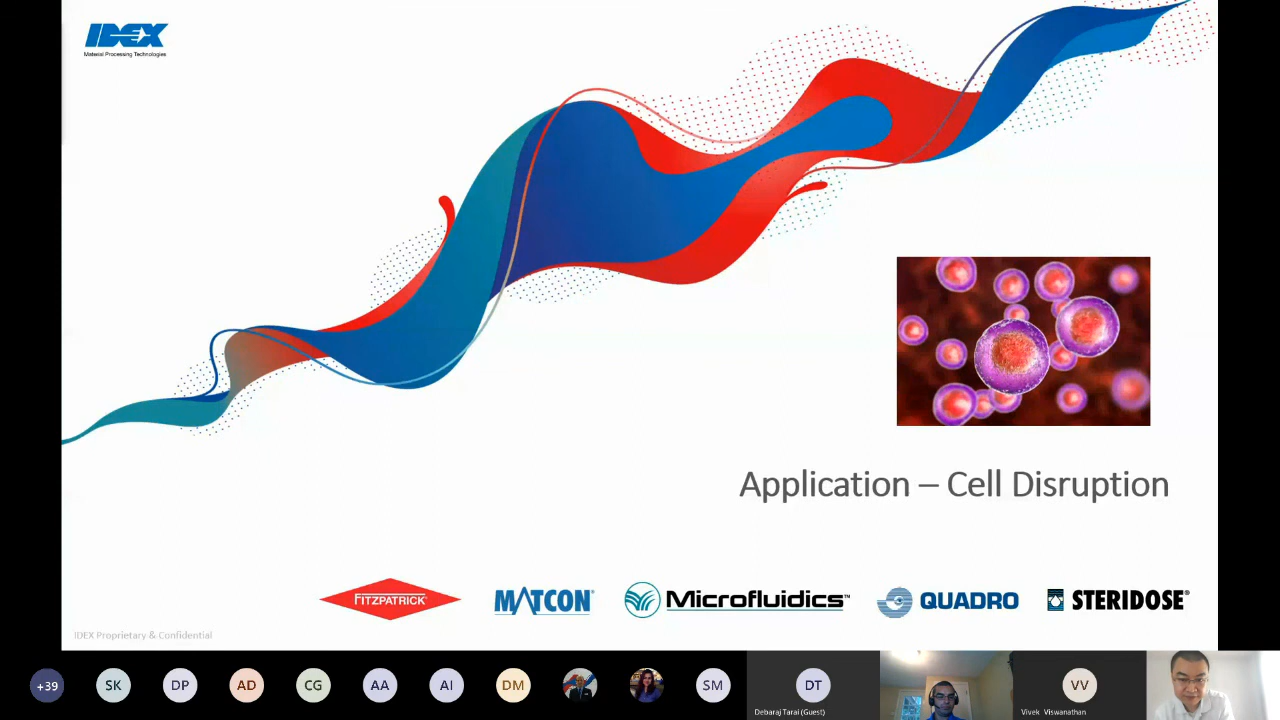 IDEX
Material Processing Technologies
Application – Cell Disruption
FITZPATRICK
MATCON
Microfluidics™
QUADRO
STERIDOSE®
IDEX Proprietary & Confidential
+39
SK
DP
AD
CG
AA
AI
DM
SM
DT
Debaraj Tarai (Guest)
VV
Vivek Viswanathan